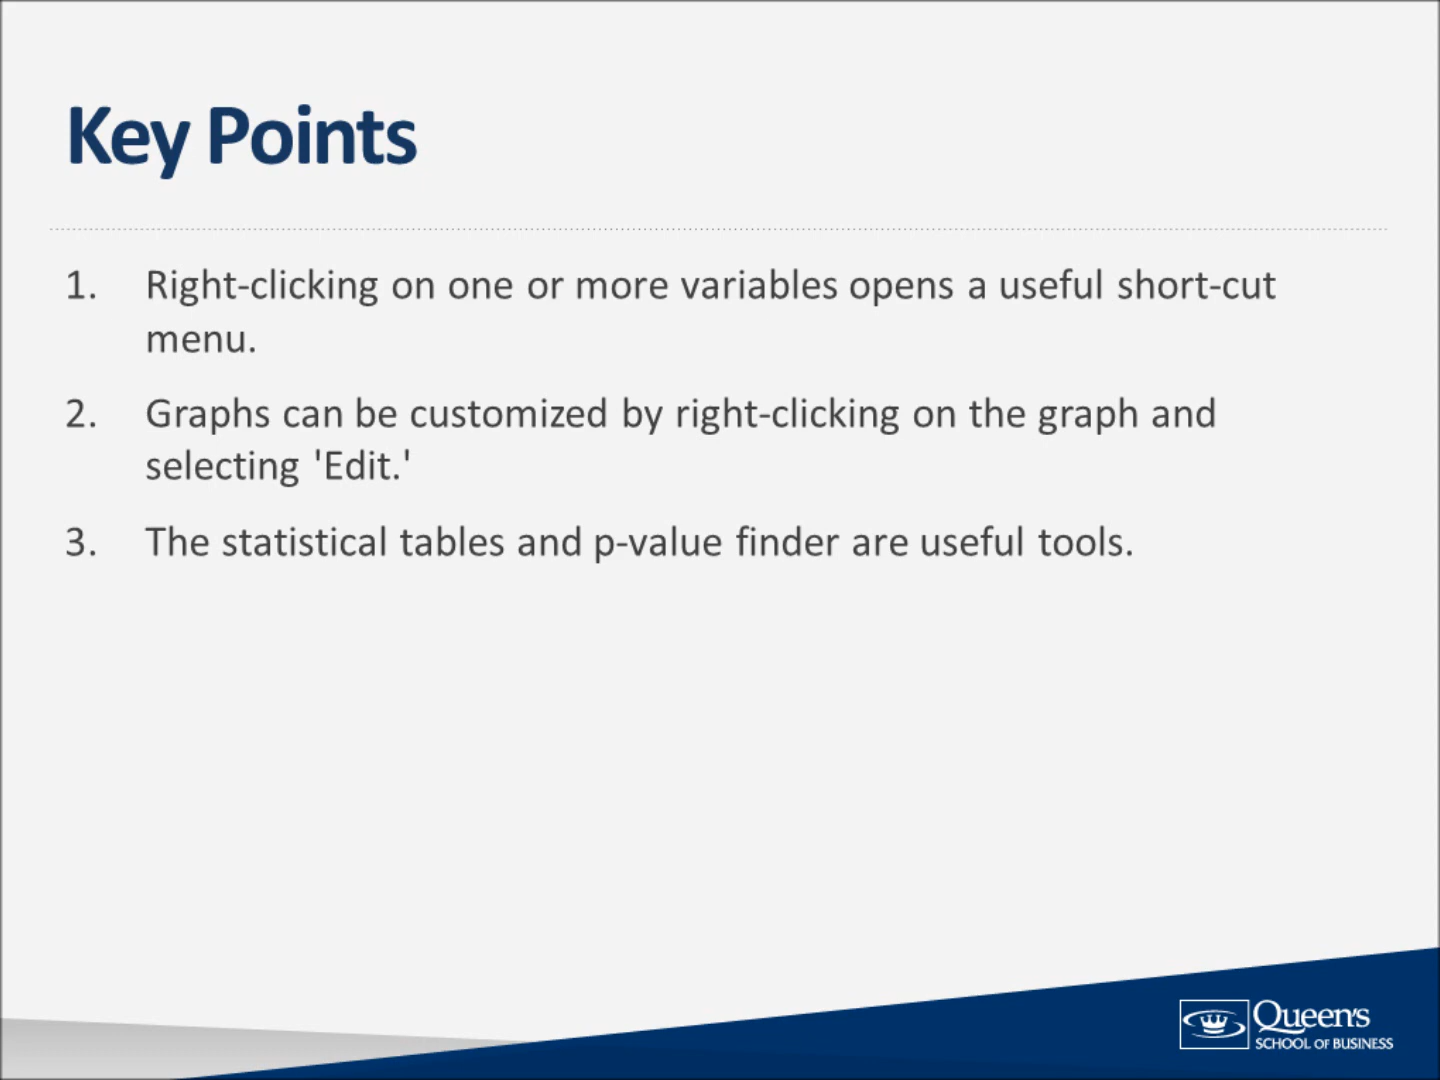 Key Points
1. Right-clicking on one or more variables opens a useful short-cut
menu.
2. Graphs can be customized by right-clicking on the graph and
selecting 'Edit.'
3. The statistical tables and p-value finder are useful tools.
Queen's
SCHOOL OF BUSINESS